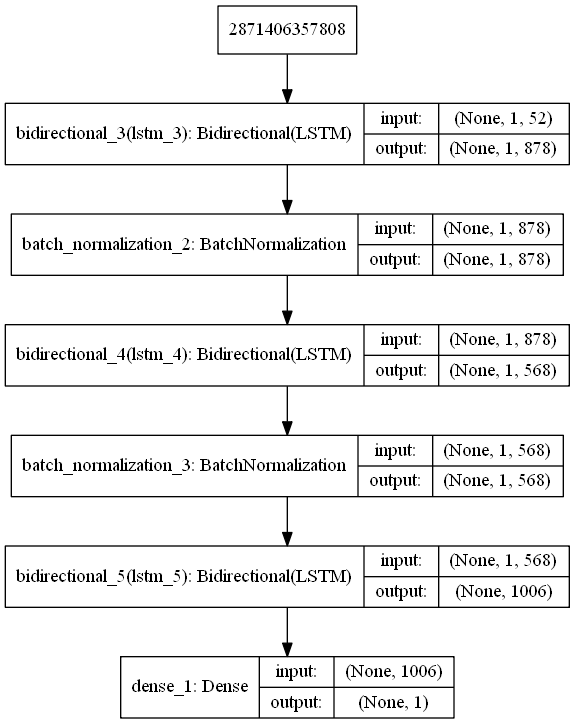 2871406357808
bidirectional_3(lstm_3): Bidirectional(LSTM)
input: (None, 1, 52)
output: (None, 1, 878)
batch_normalization_2: BatchNormalization
input: (None, 1, 878)
output: (None, 1, 878)
bidirectional_4(lstm_4): Bidirectional(LSTM)
input: (None, 1, 878)
output: (None, 1, 568)
batch_normalization_3: BatchNormalization
input: (None, 1, 568)
output: (None, 1, 568)
bidirectional_5(lstm_5): Bidirectional(LSTM)
input: (None, 1, 568)
output: (None, 1006)
dense_1: Dense
input: (None, 1006)
output: (None, 1)